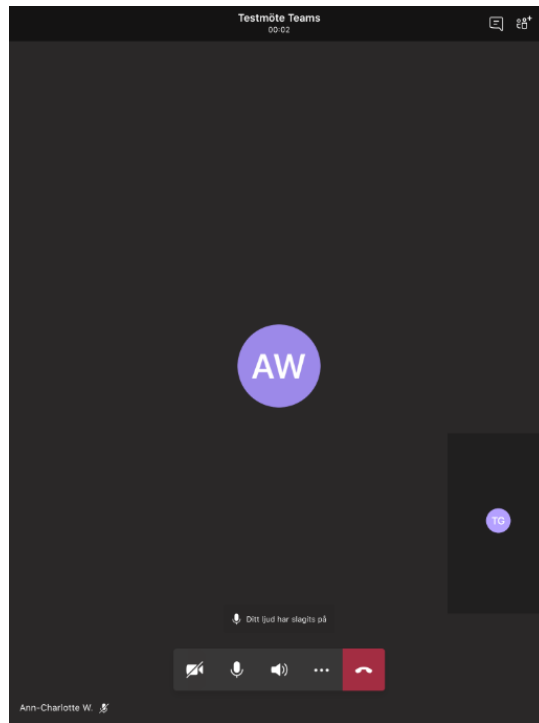 Testmöte Teams
00:02
AW
TG
Ditt ljud har slagits på
Ann-Charlotte W.